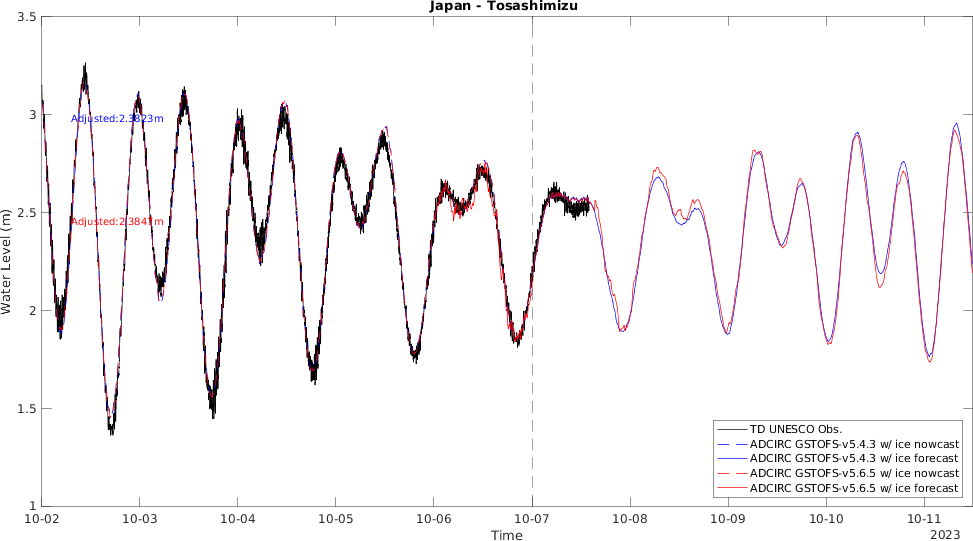 Japan - Tosashimizu
Water Level (m)
3.5
3
2.5
2
1.5
1
Adjusted:2.3823m
TD UNESCO Obs.
ADCIRC GSTOFS-v5.4.3 w/ ice nowcast
ADCIRC GSTOFS-v5.4.3 w/ ice forecast
ADCIRC GSTOFS-v5.6.5 w/ ice nowcast
ADCIRC GSTOFS-v5.6.5 w/ ice forecast
10-02 10-03 10-04 10-05 10-06 10-07 10-08 10-09 10-10 10-11
Time
2023